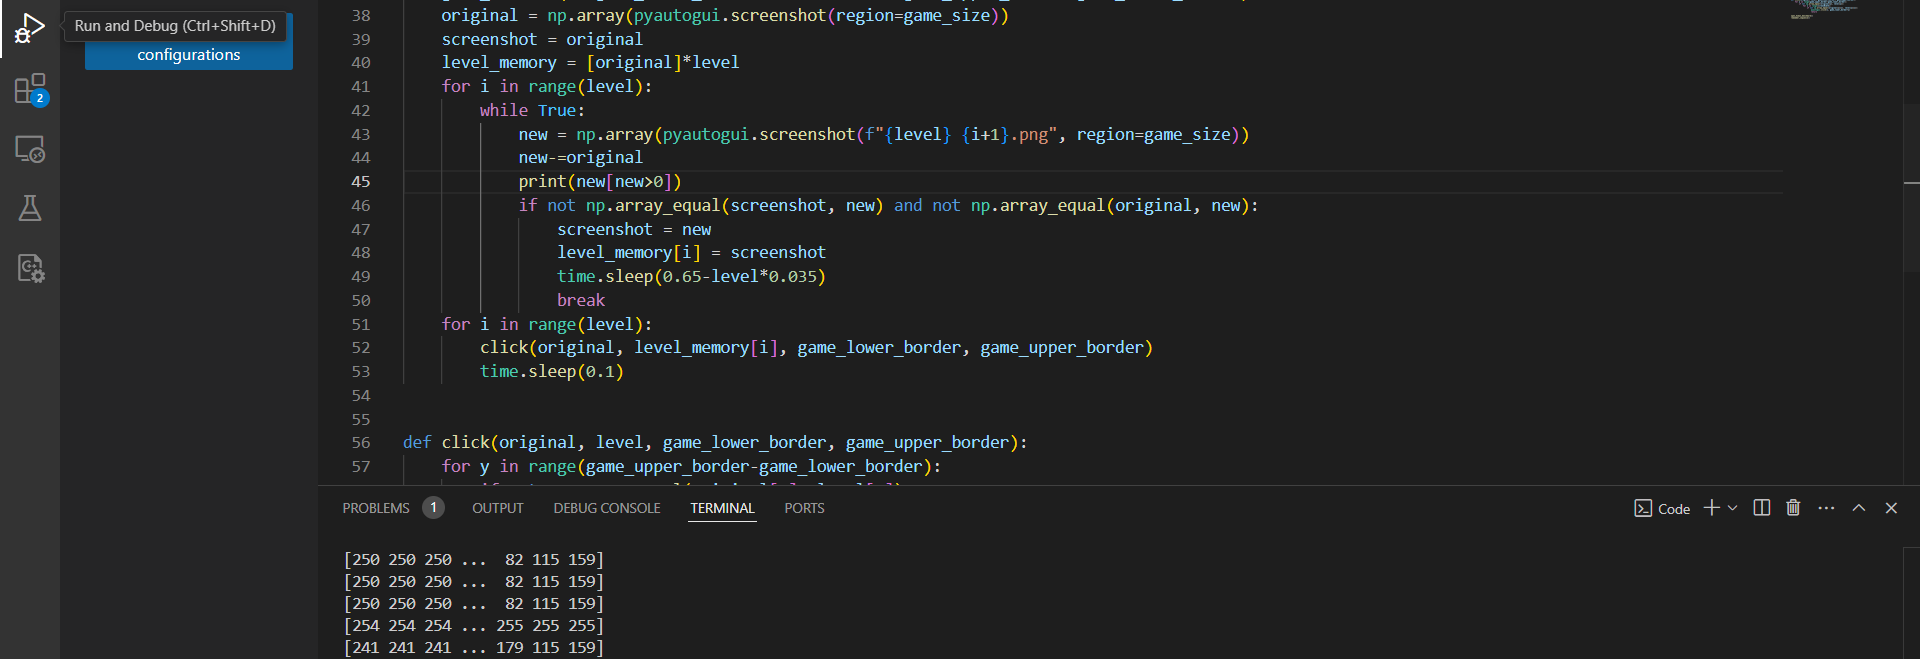 Run and Debug (Ctrl+Shift+D)
configurations
2
38 original = np.array(pyautogui.screenshot(region=game_size))
39 screenshot = original
40 level_memory = [original]*level
41 for i in range(level):
42 while True:
43 new = np.array(pyautogui.screenshot(f"{level} {i+1}.png", region=game_size))
44 new-=original
45 print(new[new>0])
46 if not np.array_equal(screenshot, new) and not np.array_equal(original, new):
47 screenshot = new
48 level_memory[i] = screenshot
49 time.sleep(0.65-level*0.035)
50 break
51 for i in range(level):
52 click(original, level_memory[i], game_lower_border, game_upper_border)
53 time.sleep(0.1)
54
55
56 def click(original, level, game_lower_border, game_upper_border):
57 for y in range(game_upper_border-game_lower_border):
PROBLEMS 1 OUTPUT DEBUG CONSOLE TERMINAL PORTS Code
[250 250 250 ... 82 115 159]
[250 250 250 ... 82 115 159]
[250 250 250 ... 82 115 159]
[254 254 254 ... 255 255 255]
[241 241 241 ... 179 115 159]